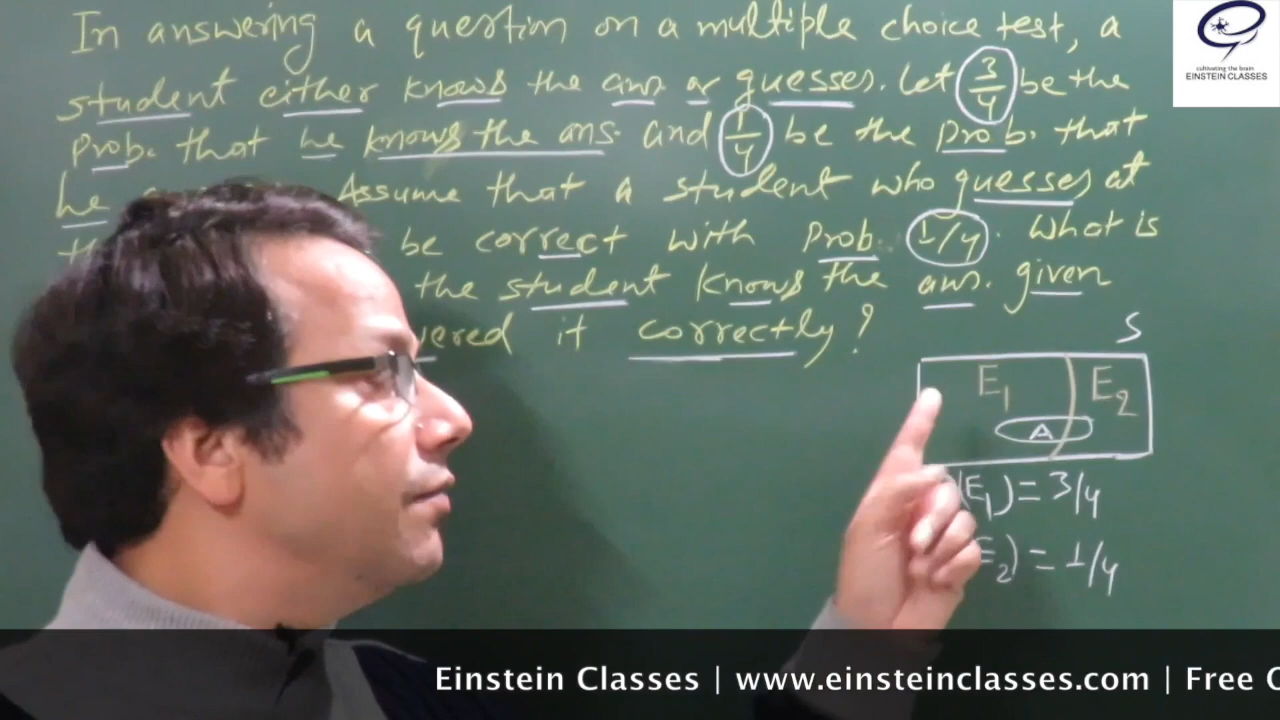 In answering a question on a multiple choice test, a
student either knows the ans. or guesses. Let 3/4 be the
prob. that he knows the ans. and 1/4 be the prob. that
he Assume that a student who guesses at
be correct with prob. 1/4. What is
the student knows the ans. given
it correctly?
S
E1 E2
A
(E1) = 3/4
2) = 1/4
cultivating the brain
EINSTEIN CLASSES
Einstein Classes | www.einsteinclasses.com | Free